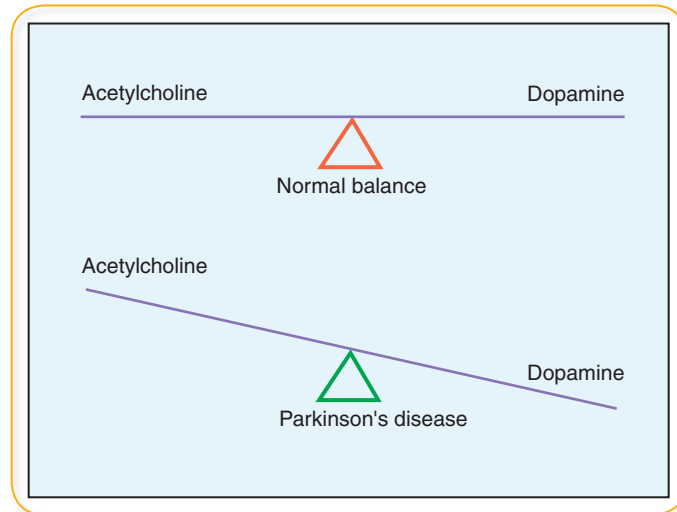 Acetylcholine Dopamine
Normal balance
Acetylcholine
Dopamine
Parkinson's disease